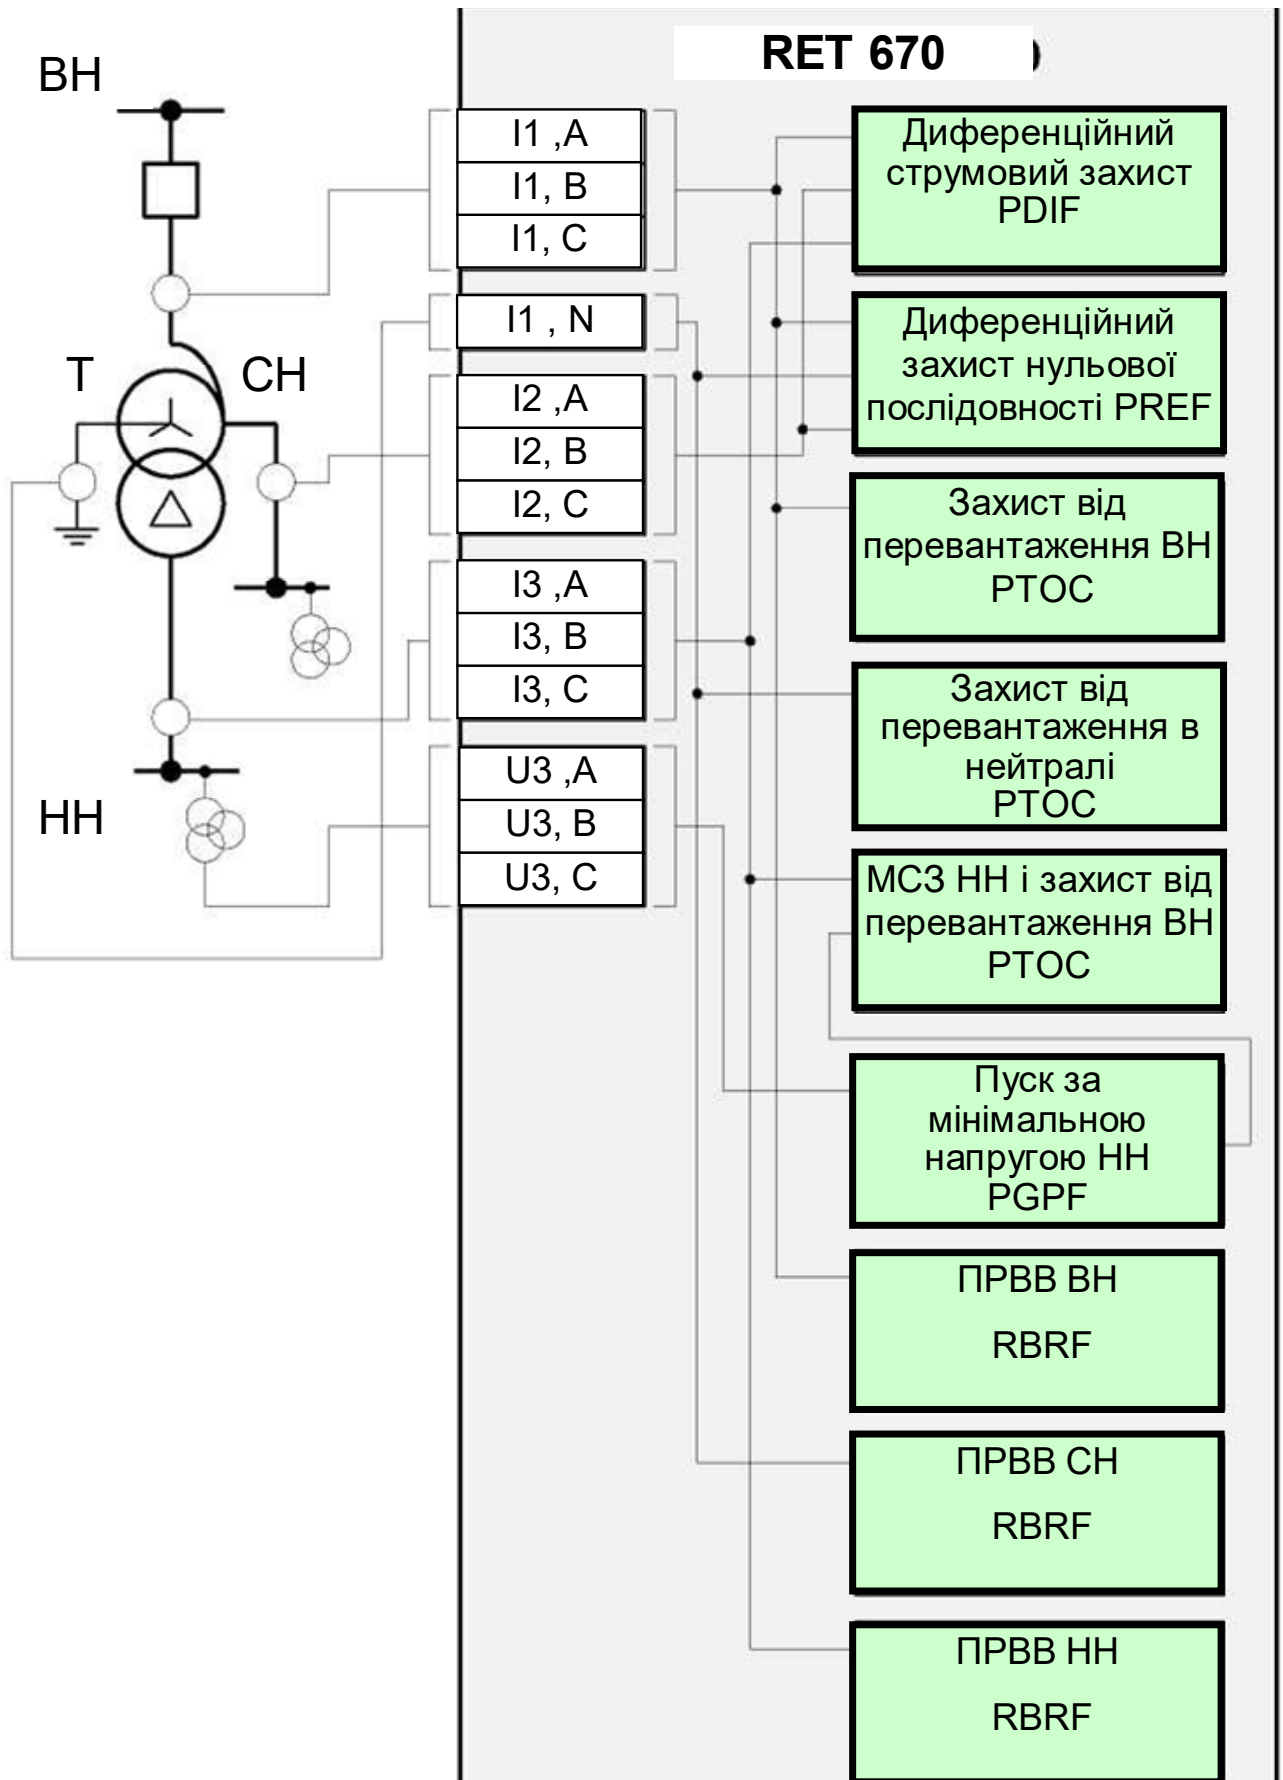 RET 670
ВН
I1 ,A
I1, B
I1, C
I1 , N
Т
СН
I2 ,A
I2, B
I2, C
I3 ,A
I3, B
I3, C
U3 ,A
U3, B
U3, C
НН
Диференційний
струмовий захист
PDIF
Диференційний
захист нульової
послідовності PREF
Захист від
перевантаження ВН
PTOC
Захист від
перевантаження в
нейтралі
PTOC
МСЗ НН і захист від
перевантаження ВН
PTOC
Пуск за
мінімальною
напругою НН
PGPF
ПРВВ ВН
RBRF
ПРВВ СН
RBRF
ПРВВ НН
RBRF